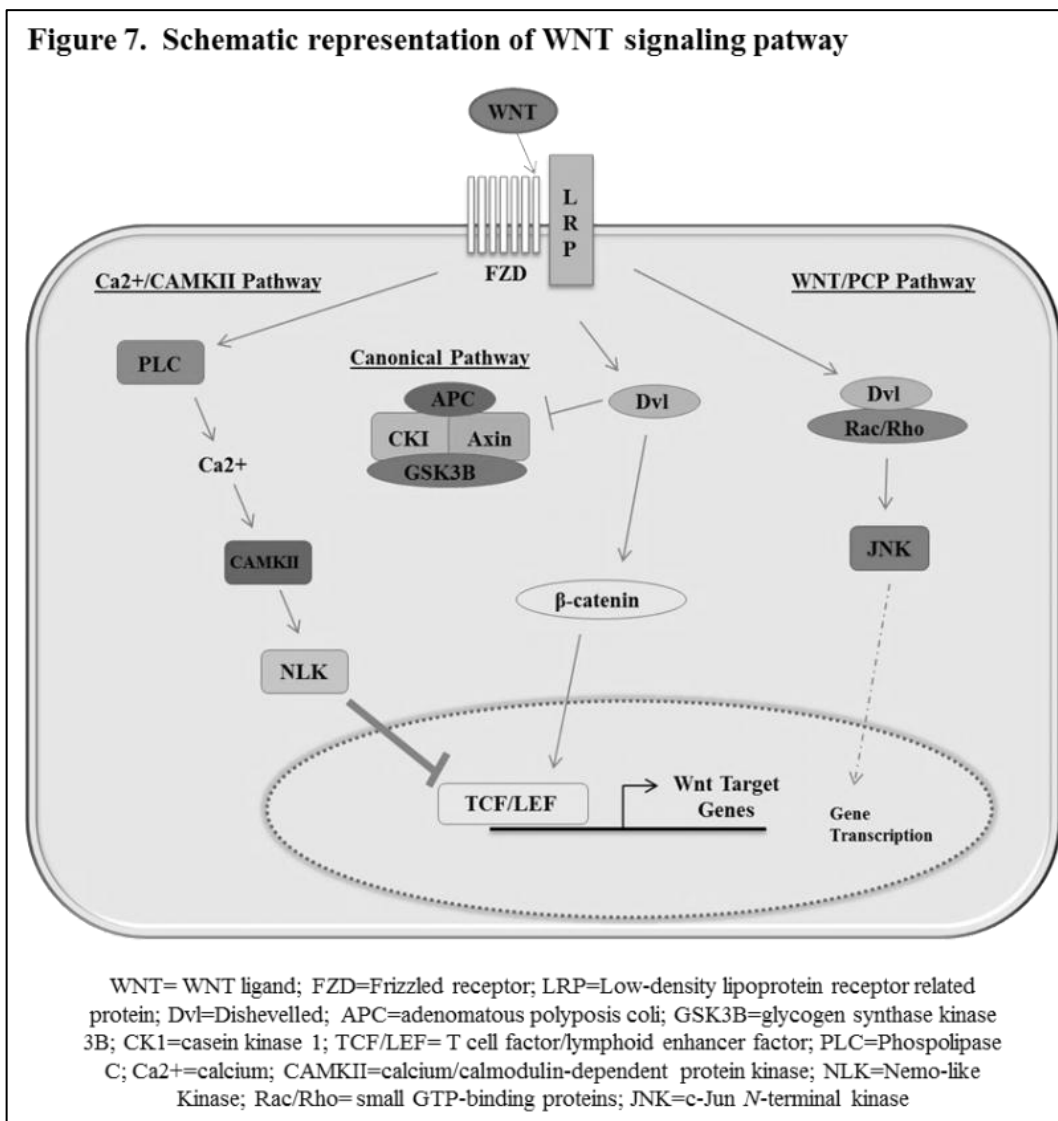 Figure 7. Schematic representation of WNT signaling patway
WNT
L
R
P
FZD
Ca2+/CAMKII Pathway
WNT/PCP Pathway
PLC
Canonical Pathway
APC
CKI
Axin
GSK3B
Dvl
Dvl
Rac/Rho
Ca2+
CAMKII
JNK
β-catenin
NLK
TCF/LEF
Wnt Target
Genes
Gene
Transcription
WNT= WNT ligand; FZD=Frizzled receptor; LRP=Low-density lipoprotein receptor related
protein; Dvl=Dishevelled; APC=adenomatous polyposis coli; GSK3B=glycogen synthase kinase
3B; CK1=casein kinase 1; TCF/LEF= T cell factor/lymphoid enhancer factor; PLC=Phospolipase
C; Ca2+=calcium; CAMKII=calcium/calmodulin-dependent protein kinase; NLK=Nemo-like
Kinase; Rac/Rho= small GTP-binding proteins; JNK=c-Jun N-terminal kinase